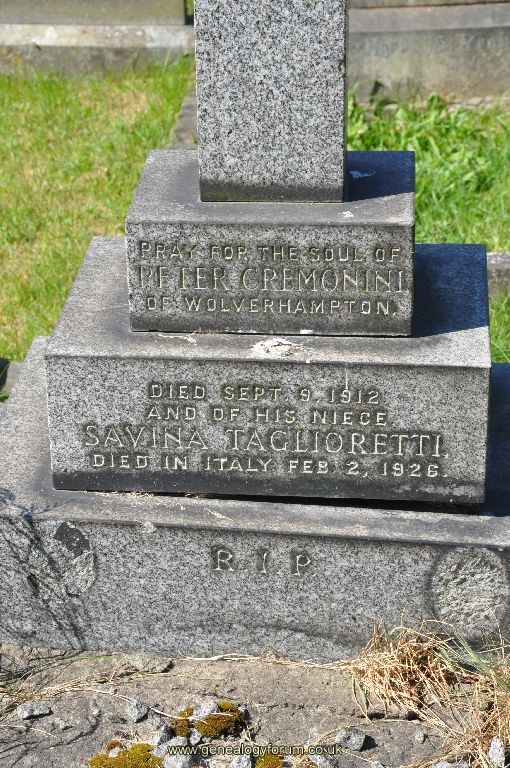 PRAY FOR THE SOUL OF
PETER CREMONINI
OF WOLVERHAMPTON,
DIED SEPT. 9, 1912
AND OF HIS NIECE
SAVINA TAGLIORETTI,
DIED IN ITALY FEB. 2, 1926.
R.I.P.
www.genealogyforum.co.uk